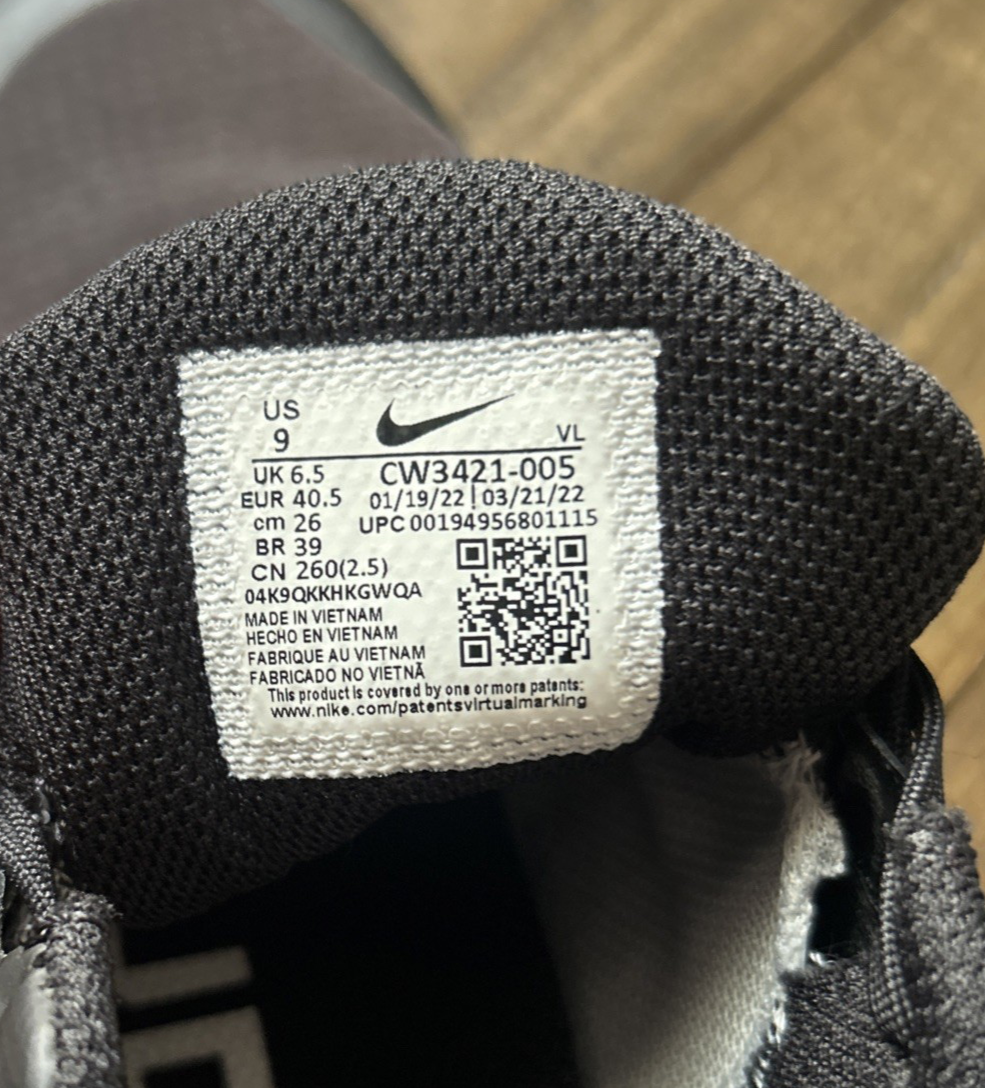 US
9
VL
UK 6.5 CW3421-005
EUR 40.5 01/19/22 | 03/21/22
cm 26 UPC 00194956801115
BR 39
CN 260(2.5)
04K9QKKHKGWQA
MADE IN VIETNAM
HECHO EN VIETNAM
FABRIQUE AU VIETNAM
FABRICADO NO VIETNÃ
This product is covered by one or more patents:
www.nike.com/patentsvirtualmarking